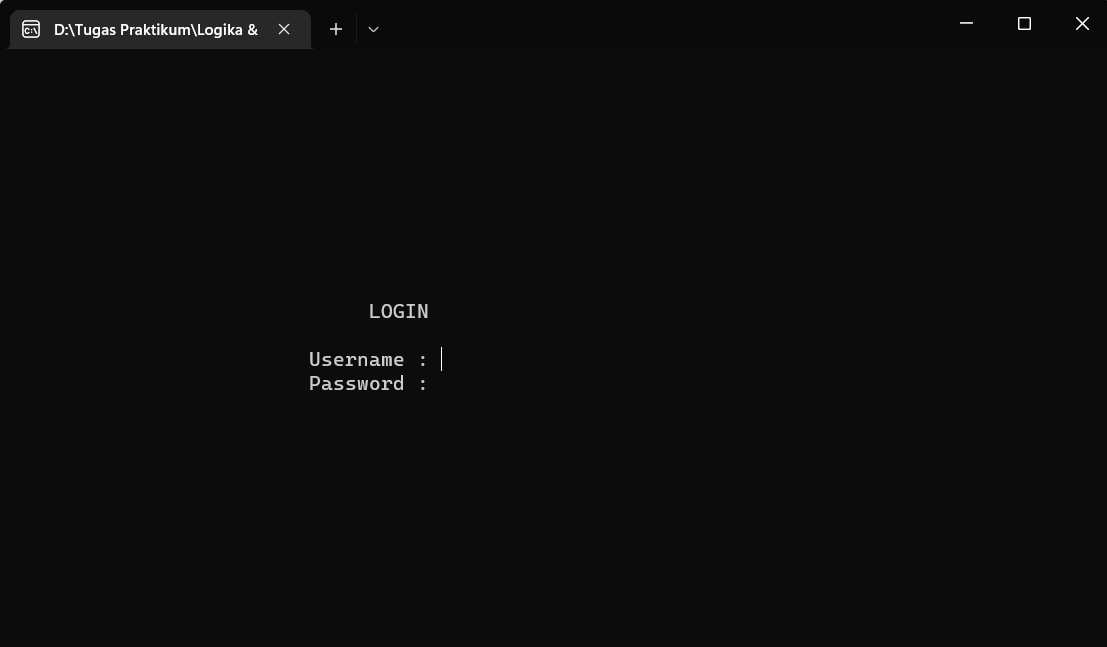 D:\Tugas Praktikum\Logika &
LOGIN
Username :
Password :